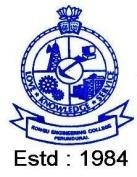 LOVE KNOWLEDGE SERVICE
KONGU ENGINEERING COLLEGE
PERUNDURAI
Estd : 1984